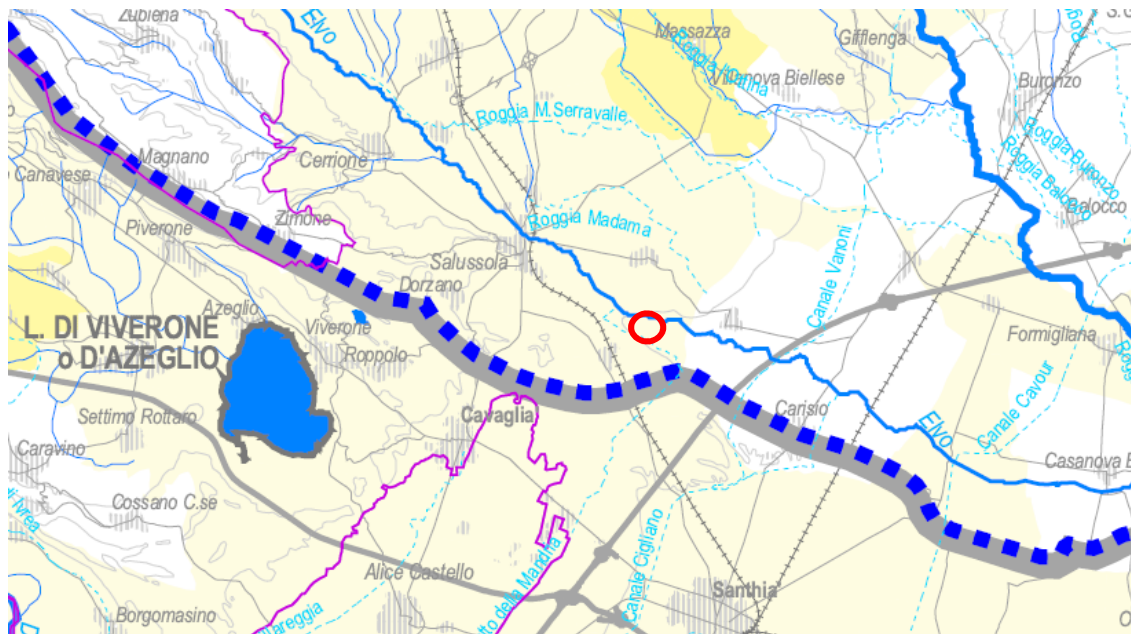 Zubiena
Elvo
Massazza
Gifflenga
Roggia
Villanova Biellese
Buronzo
Roggia M. Serravalle
Roggia Buronzo
Magnano
Cerrione
Canavese
Balocco
Zimone
Roggia Madama
Piverone
Salussola
Canale Vanoni
Dorzano
Azeglio
L. DI VIVERONE
o D'AZEGLIO
Viverone
Roppolo
Formigliana
Settimo Rottaro
Cavaglia
Carisio
Canale Cavour
Elvo
Caravino
Casanova E
Cossano C.se
Ivrea
Canale Cigliano
Alice Castello
Santhia
Borgomasino